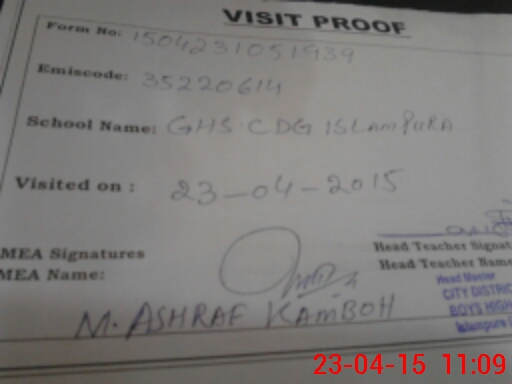 VISIT PROOF
Form No: 1504231051939
Emiscode: 35220614
School Name: GHS CDG ISLAMPURA
Visited on : 23-04-2015
MEA Signatures
Head Teacher Signat
MEA Name:
Head Teacher Name
M. ASHRAF KAMBOH
Head Master
CITY DISTRIC
BOYS HIGH
Islampura
23-04-15 11:09